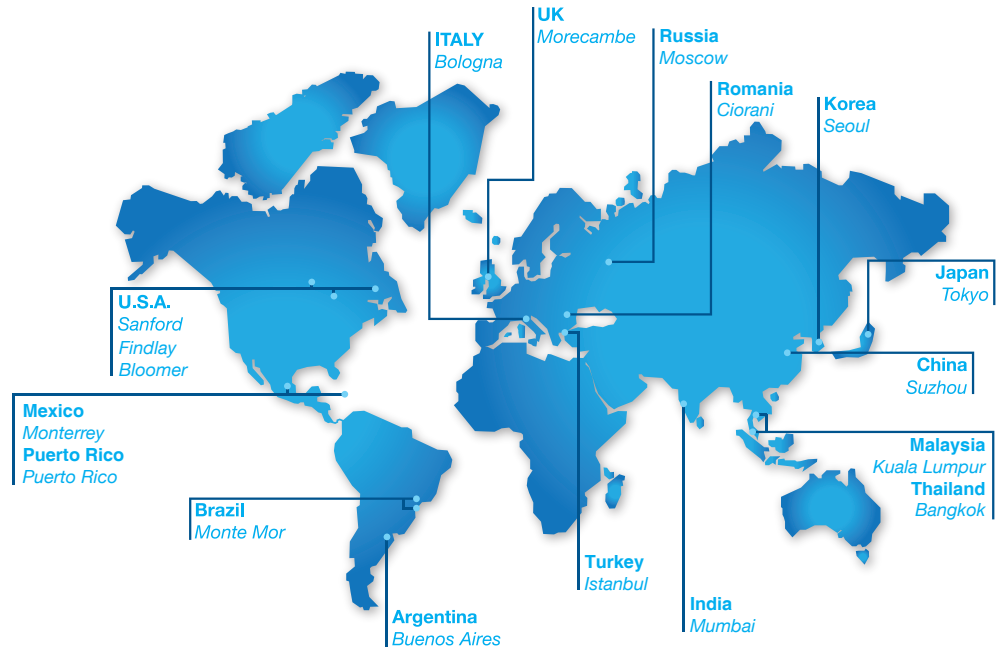 UK
Morecambe
ITALY
Bologna
Russia
Moscow
Romania
Ciorani
Korea
Seoul
Japan
Tokyo
U.S.A.
Sanford
Findlay
Bloomer
China
Suzhou
Mexico
Monterrey
Puerto Rico
Puerto Rico
Malaysia
Kuala Lumpur
Thailand
Bangkok
Brazil
Monte Mor
Turkey
Istanbul
India
Mumbai
Argentina
Buenos Aires